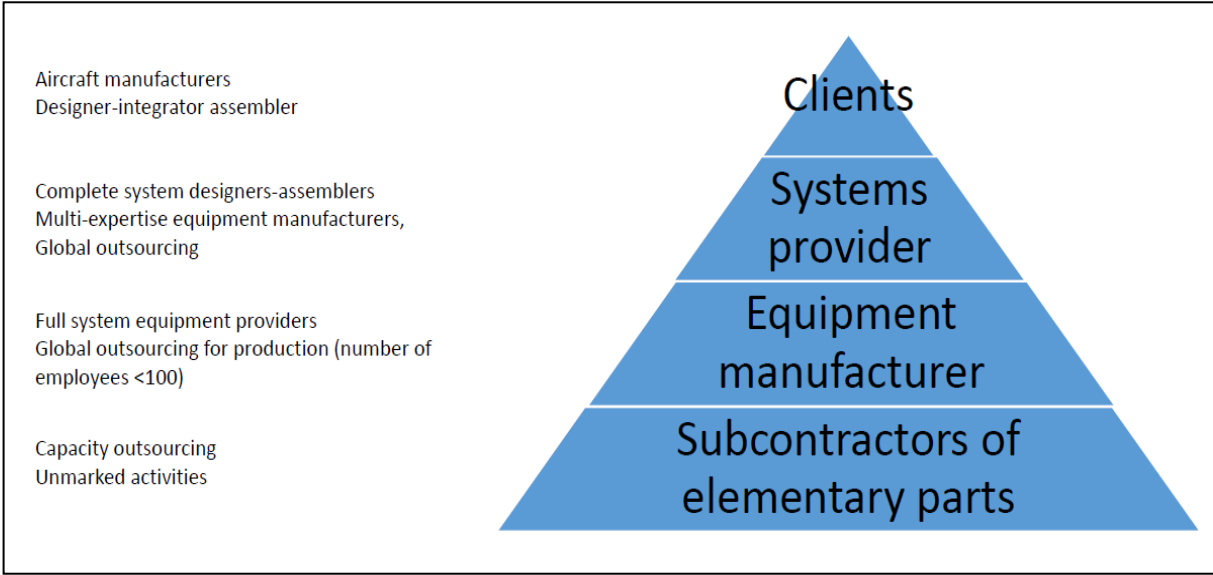 Aircraft manufacturers
Designer-integrator assembler
Clients
Complete system designers-assemblers
Multi-expertise equipment manufacturers,
Global outsourcing
Systems
provider
Full system equipment providers
Global outsourcing for production (number of
employees <100)
Equipment
manufacturer
Capacity outsourcing
Unmarked activities
Subcontractors of
elementary parts